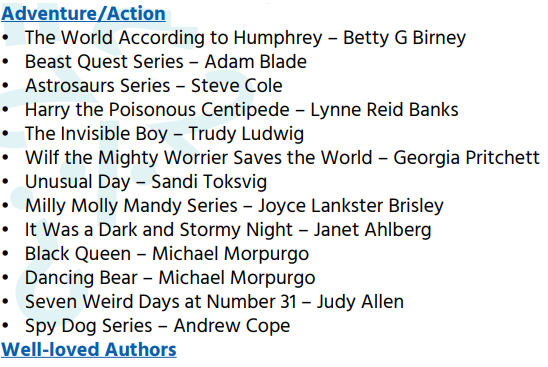 Adventure/Action
• The World According to Humphrey – Betty G Birney
• Beast Quest Series – Adam Blade
• Astrosaurs Series – Steve Cole
• Harry the Poisonous Centipede – Lynne Reid Banks
• The Invisible Boy – Trudy Ludwig
• Wilf the Mighty Worrier Saves the World – Georgia Pritchett
• Unusual Day – Sandi Toksvig
• Milly Molly Mandy Series – Joyce Lankster Brisley
• It Was a Dark and Stormy Night – Janet Ahlberg
• Black Queen – Michael Morpurgo
• Dancing Bear – Michael Morpurgo
• Seven Weird Days at Number 31 – Judy Allen
• Spy Dog Series – Andrew Cope
Well-loved Authors